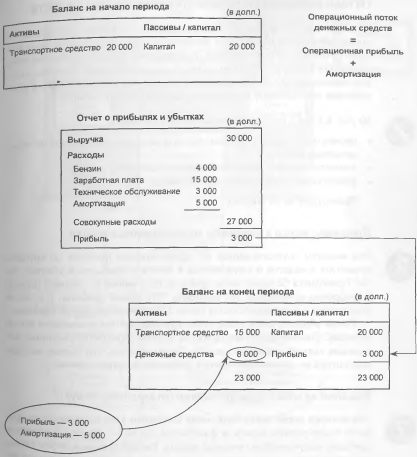 Баланс на начало периода
(в долл.)
Активы Пассивы / капитал
Транспортное средство 20 000 Капитал 20 000
Операционный поток
денежных средств
=
Операционная прибыль
+
Амортизация
Отчет о прибылях и убытках
(в долл.)
Выручка 30 000
Расходы
Бензин 4 000
Заработная плата 15 000
Техническое обслуживание 3 000
Амортизация 5 000
Совокупные расходы 27 000
Прибыль 3 000
Баланс на конец периода
(в долл.)
Активы Пассивы / капитал
Транспортное средство 15 000 Капитал 20 000
Денежные средства 8 000 Прибыль 3 000
23 000 23 000
Прибыль — 3 000
Амортизация — 5 000